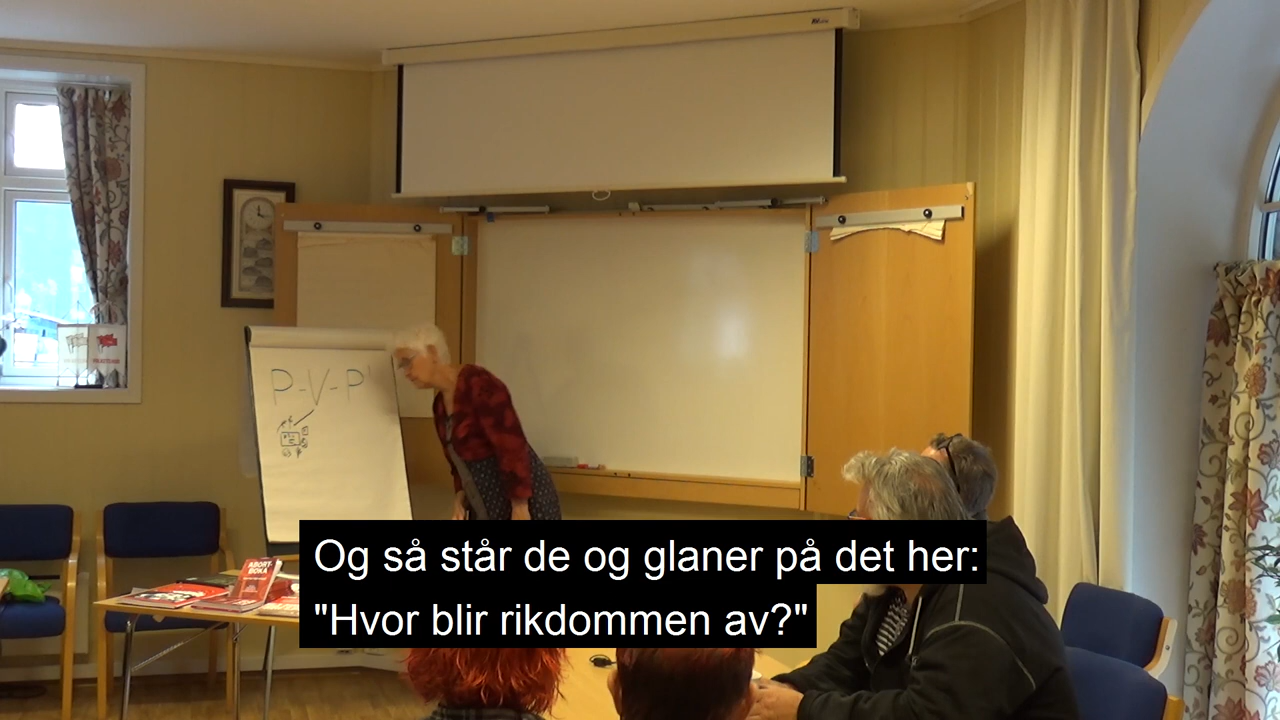 P-V-P'
ABORT-
BOKA
Og så står de og glaner på det her:
"Hvor blir rikdommen av?"